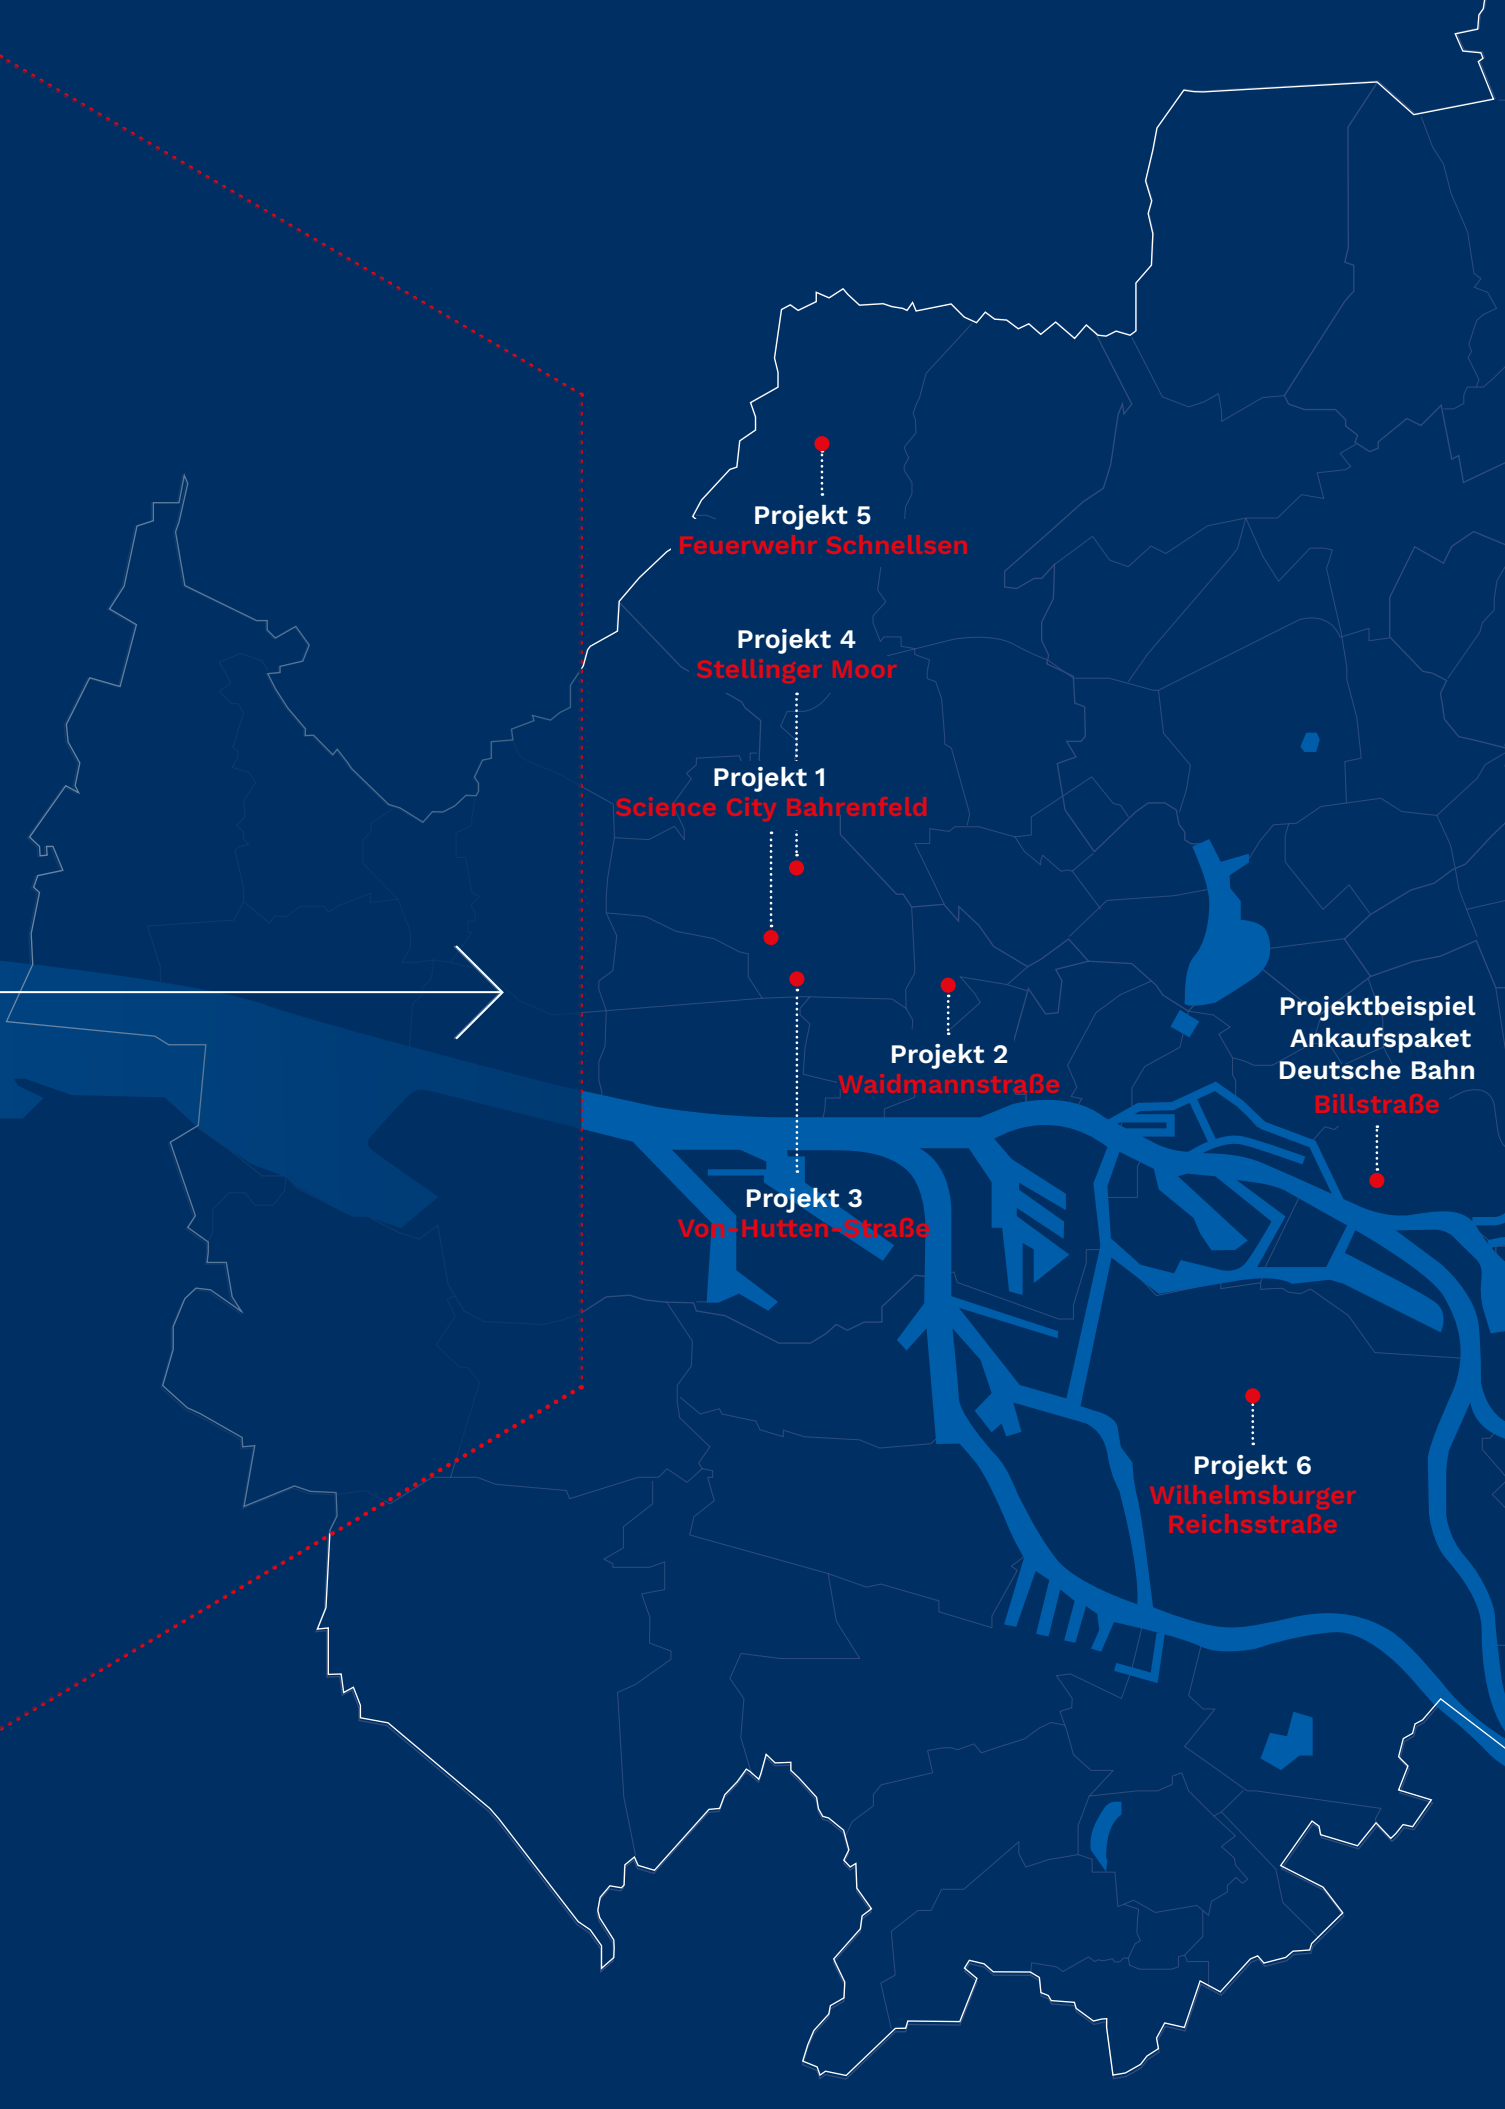 Projekt 5
Feuerwehr Schnellsen
Projekt 4
Stellinger Moor
Projekt 1
Science City Bahrenfeld
Projektbeispiel
Ankaufspaket
Deutsche Bahn
Billstraße
Projekt 2
Waidmannstraße
Projekt 3
Von-Hutten-Straße
Projekt 6
Wilhelmsburger
Reichsstraße